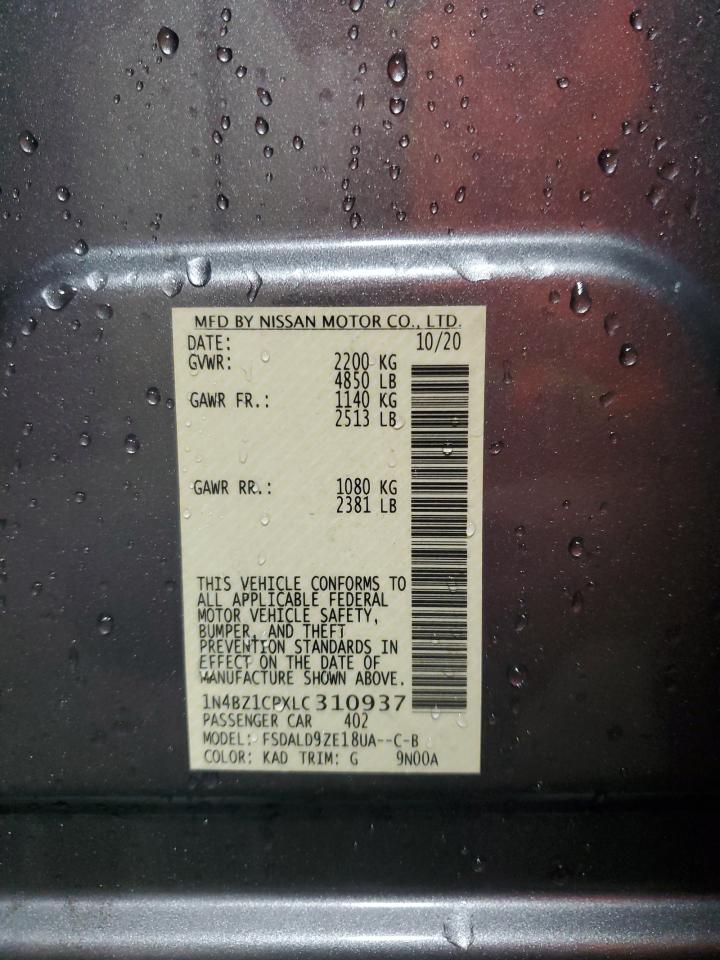 MFD BY NISSAN MOTOR CO., LTD.
DATE: 10/20
GVWR: 2200 KG
4850 LB
GAWR FR.: 1140 KG
2513 LB
GAWR RR.: 1080 KG
2381 LB
THIS VEHICLE CONFORMS TO
ALL APPLICABLE FEDERAL
MOTOR VEHICLE SAFETY,
BUMPER, AND THEFT
PREVENTION STANDARDS IN
EFFECT ON THE DATE OF
MANUFACTURE SHOWN ABOVE.
1N4BZ1CPXLC310937
PASSENGER CAR 402
MODEL: FSDALD9ZE18UA--C-B
COLOR: KAD TRIM: G 9N00A